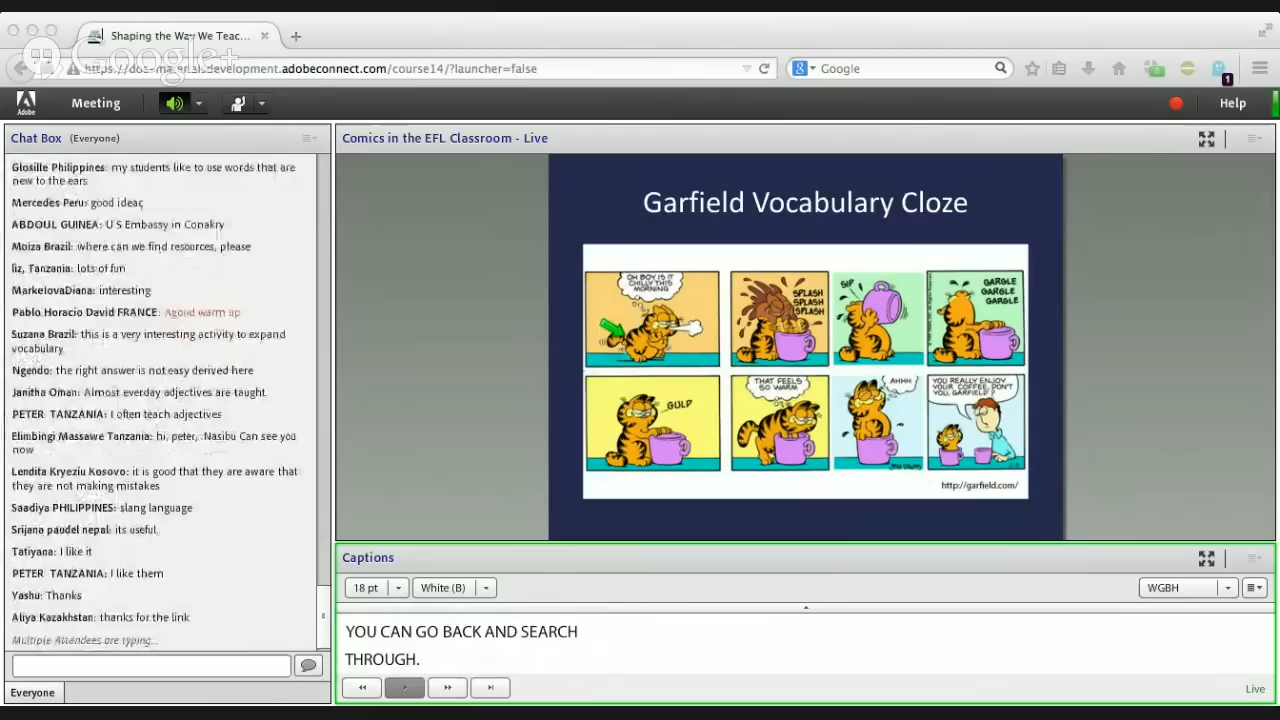 Shaping the Way We Teac...
Google+
adobeconnect.com/course14/?launcher=false
Google
1
Adobe
Meeting
Help
Chat Box (Everyone)
Comics in the EFL Classroom - Live
Glosille Philippines: my students like to use words that are
new to the ears
Mercedes Peru: good ideaç
ABDOUL GUINEA: U S Embassy in Conakry
Moiza Brazil: where can we find resources, please
liz, Tanzania: lots of fun
MarkelovaDiana: interesting
Pablo Horacio David FRANCE: Agoid warm up
Suzana Brazil: this is a very interesting activity to expand
vocabulary
Ngendo: the right answer is not easy derived here
Janitha Oman: Almost everday adjectives are taught.
PETER TANZANIA: I often teach adjectives
Elimbingi Massawe Tanzania: hi, peter, Nasibu Can see you
now
Lendita Kryeziu Kosovo: it is good that they are aware that
they are not making mistakes
Saadiya PHILIPPINES: slang language
Srijana paudel nepal: its useful,
Tatiyana: I like it
PETER TANZANIA: I like them
Yashu: Thanks
Aliya Kazakhstan: thanks for the link
Multiple Attendees are typing...
Everyone
Garfield Vocabulary Cloze
OH BOY IS IT
CHILLY THIS
MORNING
SPLASH
SPLASH
SPLASH
SIP
GARGLE
GARGLE
GARGLE
GULP
THAT FEELS
SO WARM
AHHH
YOU REALLY ENJOY
YOUR COFFEE, DON'T
YOU, GARFIELD?
http://garfield.com/
Captions
18 pt
White (B)
WGBH
YOU CAN GO BACK AND SEARCH
THROUGH.
Live